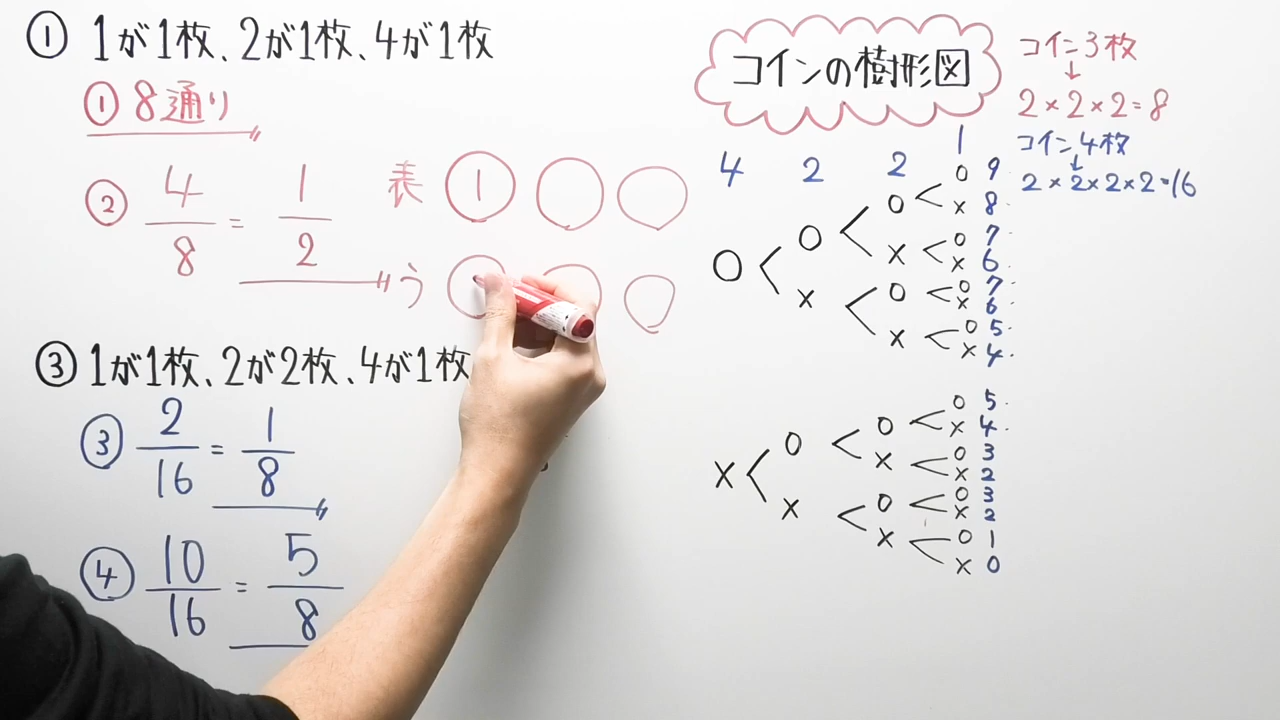 ① 1が1枚、2が1枚、4が1枚
① 8通り
② 4/8 = 1/2
表 1
う
③ 1が1枚、2が2枚、4が1枚
③ 2/16 = 1/8
④ 10/16 = 5/8
コインの樹形図
コイン3枚
↓
2×2×2=8
コイン4枚
↓
2×2×2×2=16
4 2 2 1
○ 9
○ × 8
○ ○ 7
× × 6
○ ○ ○ 7
× × 6
× ○ 5
× 4
○ 5
○ × 4
○ ○ 3
× × 2
× ○ 3
× ○ × 2
× ○ 1
× 0